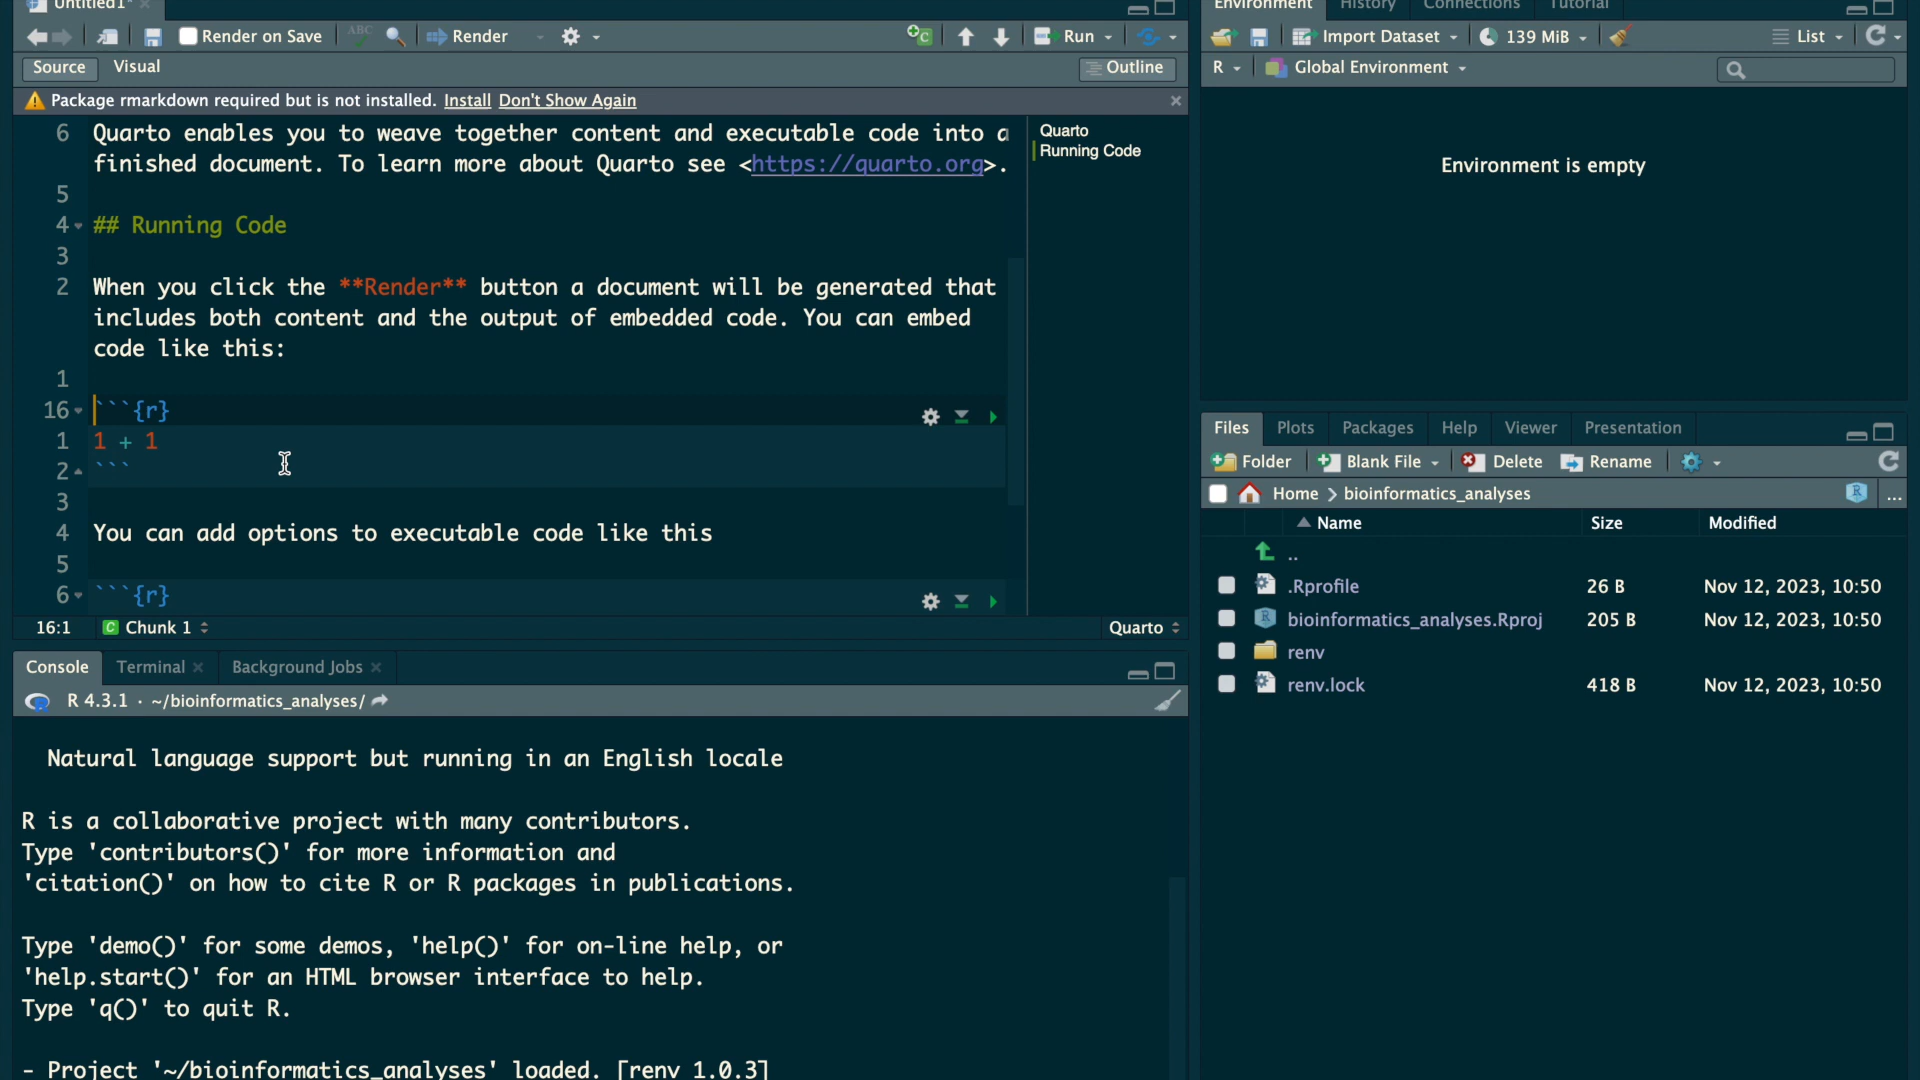 Untitled1*
Render on Save
ABC
Render
Run
Source
Visual
Outline
Package rmarkdown required but is not installed. Install Don't Show Again
6 Quarto enables you to weave together content and executable code into a
finished document. To learn more about Quarto see <https://quarto.org>.
5
4 ## Running Code
3
2 When you click the **Render** button a document will be generated that
includes both content and the output of embedded code. You can embed
code like this:
1
16 ```{r}
1 1 + 1
2 ```
3
4 You can add options to executable code like this
5
6 ```{r}
Quarto
Running Code
16:1 C Chunk 1 Quarto
Console Terminal Background Jobs
R 4.3.1 · ~/bioinformatics_analyses/
Natural language support but running in an English locale
R is a collaborative project with many contributors.
Type 'contributors()' for more information and
'citation()' on how to cite R or R packages in publications.
Type 'demo()' for some demos, 'help()' for on-line help, or
'help.start()' for an HTML browser interface to help.
Type 'q()' to quit R.
- Project '~/bioinformatics_analyses' loaded. [renv 1.0.3]
Environment History Connections Tutorial
Import Dataset 139 MiB List
R Global Environment
Environment is empty
Files Plots Packages Help Viewer Presentation
Folder Blank File Delete Rename
Home bioinformatics_analyses ...
Name Size Modified
..
.Rprofile 26 B Nov 12, 2023, 10:50
bioinformatics_analyses.Rproj 205 B Nov 12, 2023, 10:50
renv
renv.lock 418 B Nov 12, 2023, 10:50